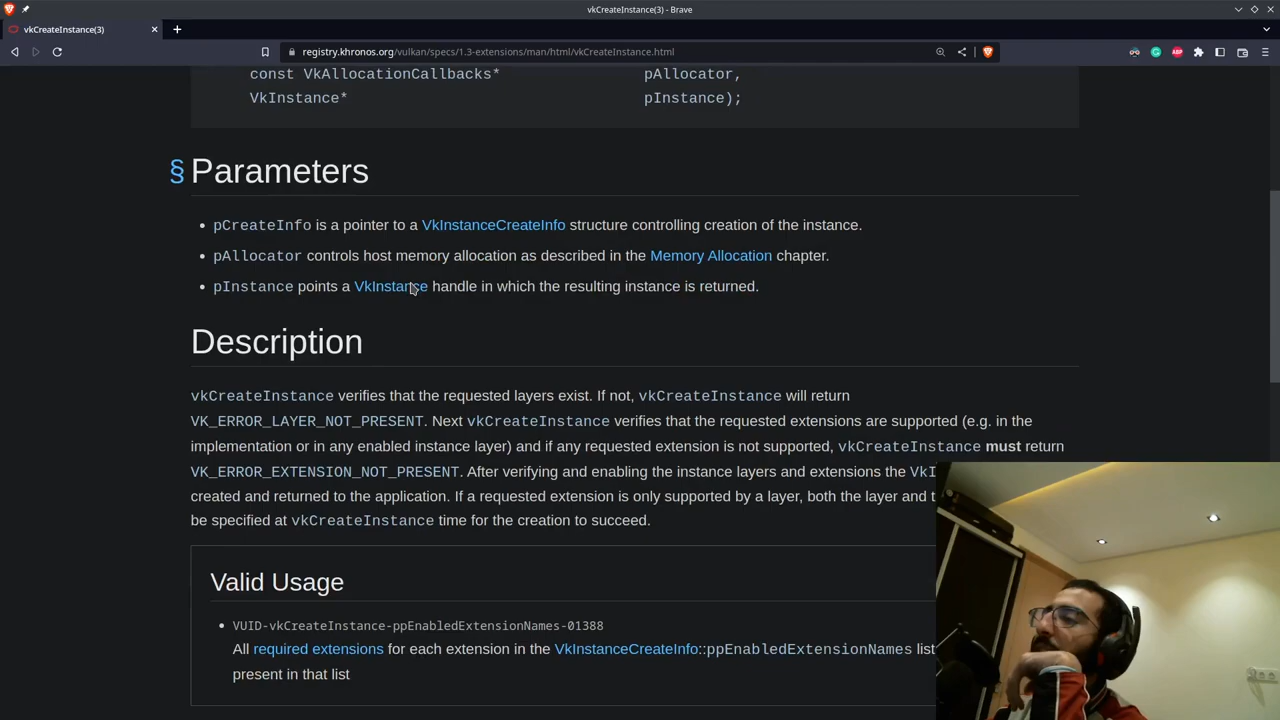 vkCreateInstance(3) - Brave
vkCreateInstance(3)
registry.khronos.org/vulkan/specs/1.3-extensions/man/html/vkCreateInstance.html
ABP
const VkAllocationCallbacks* pAllocator,
VkInstance* pInstance);
§ Parameters
• pCreateInfo is a pointer to a VkInstanceCreateInfo structure controlling creation of the instance.
• pAllocator controls host memory allocation as described in the Memory Allocation chapter.
• pInstance points a VkInstance handle in which the resulting instance is returned.
Description
vkCreateInstance verifies that the requested layers exist. If not, vkCreateInstance will return
VK_ERROR_LAYER_NOT_PRESENT. Next vkCreateInstance verifies that the requested extensions are supported (e.g. in the
implementation or in any enabled instance layer) and if any requested extension is not supported, vkCreateInstance must return
VK_ERROR_EXTENSION_NOT_PRESENT. After verifying and enabling the instance layers and extensions the
created and returned to the application. If a requested extension is only supported by a layer, both the layer and
be specified at vkCreateInstance time for the creation to succeed.
Valid Usage
• VUID-vkCreateInstance-ppEnabledExtensionNames-01388
All required extensions for each extension in the VkInstanceCreateInfo::ppEnabledExtensionNames list
present in that list